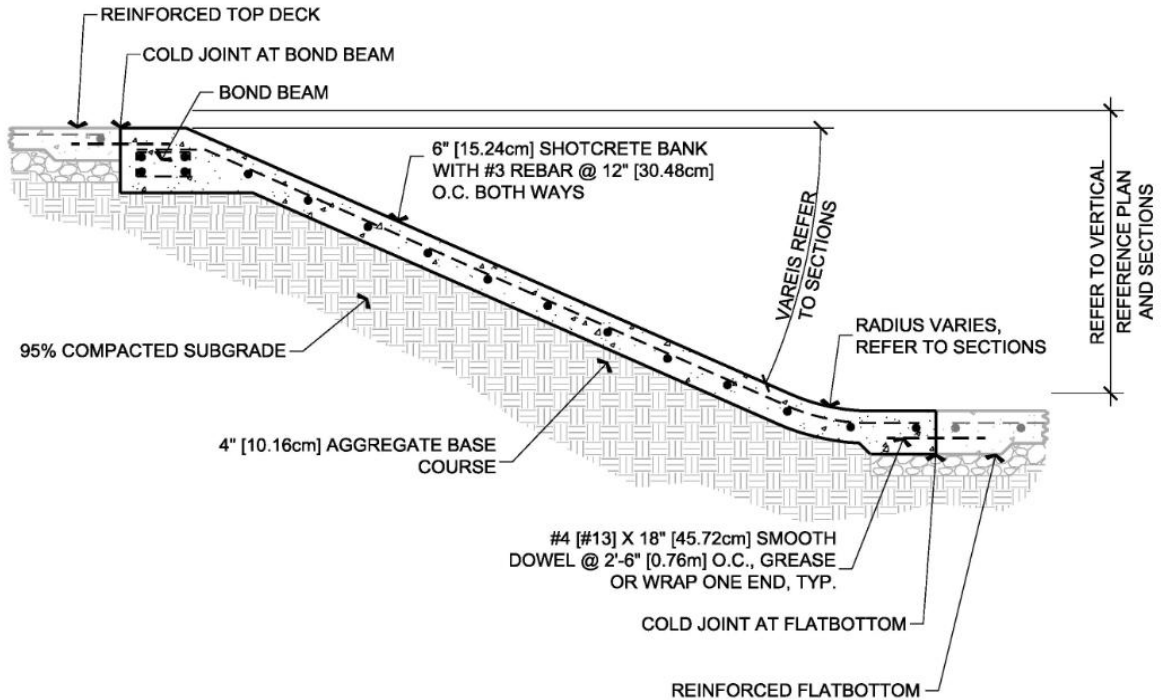 REINFORCED TOP DECK
COLD JOINT AT BOND BEAM
BOND BEAM
6" [15.24cm] SHOTCRETE BANK
WITH #3 REBAR @ 12" [30.48cm]
O.C. BOTH WAYS
VAREIS REFER
TO SECTIONS
REFER TO VERTICAL
REFERENCE PLAN
AND SECTIONS
RADIUS VARIES,
REFER TO SECTIONS
95% COMPACTED SUBGRADE
4" [10.16cm] AGGREGATE BASE
COURSE
#4 [#13] X 18" [45.72cm] SMOOTH
DOWEL @ 2'-6" [0.76m] O.C., GREASE
OR WRAP ONE END, TYP.
COLD JOINT AT FLATBOTTOM
REINFORCED FLATBOTTOM